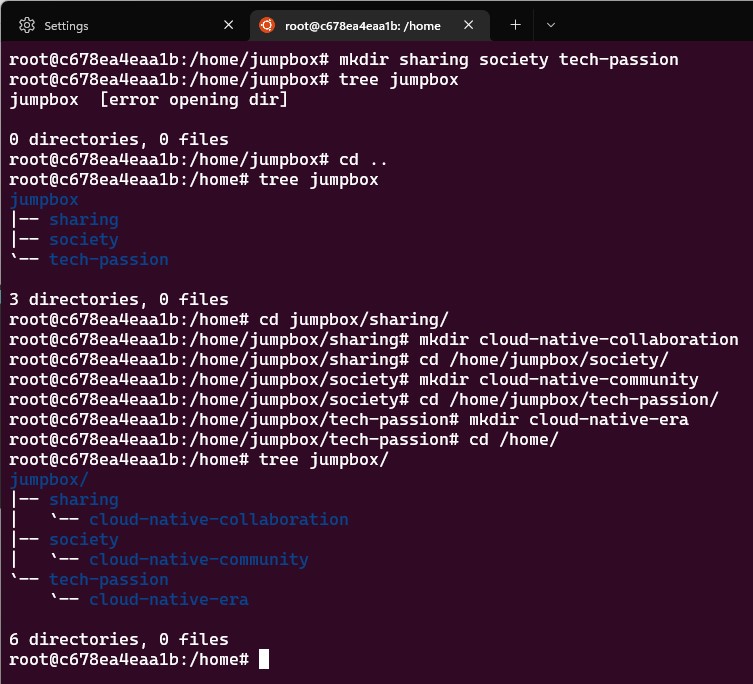 Settings
root@c678ea4eaa1b: /home
root@c678ea4eaa1b:/home/jumpbox# mkdir sharing society tech-passion
root@c678ea4eaa1b:/home/jumpbox# tree jumpbox
jumpbox  [error opening dir]

0 directories, 0 files
root@c678ea4eaa1b:/home/jumpbox# cd ..
root@c678ea4eaa1b:/home# tree jumpbox
jumpbox
|-- sharing
|-- society
`-- tech-passion

3 directories, 0 files
root@c678ea4eaa1b:/home# cd jumpbox/sharing/
root@c678ea4eaa1b:/home/jumpbox/sharing# mkdir cloud-native-collaboration
root@c678ea4eaa1b:/home/jumpbox/sharing# cd /home/jumpbox/society/
root@c678ea4eaa1b:/home/jumpbox/society# mkdir cloud-native-community
root@c678ea4eaa1b:/home/jumpbox/society# cd /home/jumpbox/tech-passion/
root@c678ea4eaa1b:/home/jumpbox/tech-passion# mkdir cloud-native-era
root@c678ea4eaa1b:/home/jumpbox/tech-passion# cd /home/
root@c678ea4eaa1b:/home# tree jumpbox/
jumpbox/
|-- sharing
|   `-- cloud-native-collaboration
|-- society
|   `-- cloud-native-community
`-- tech-passion
    `-- cloud-native-era

6 directories, 0 files
root@c678ea4eaa1b:/home#